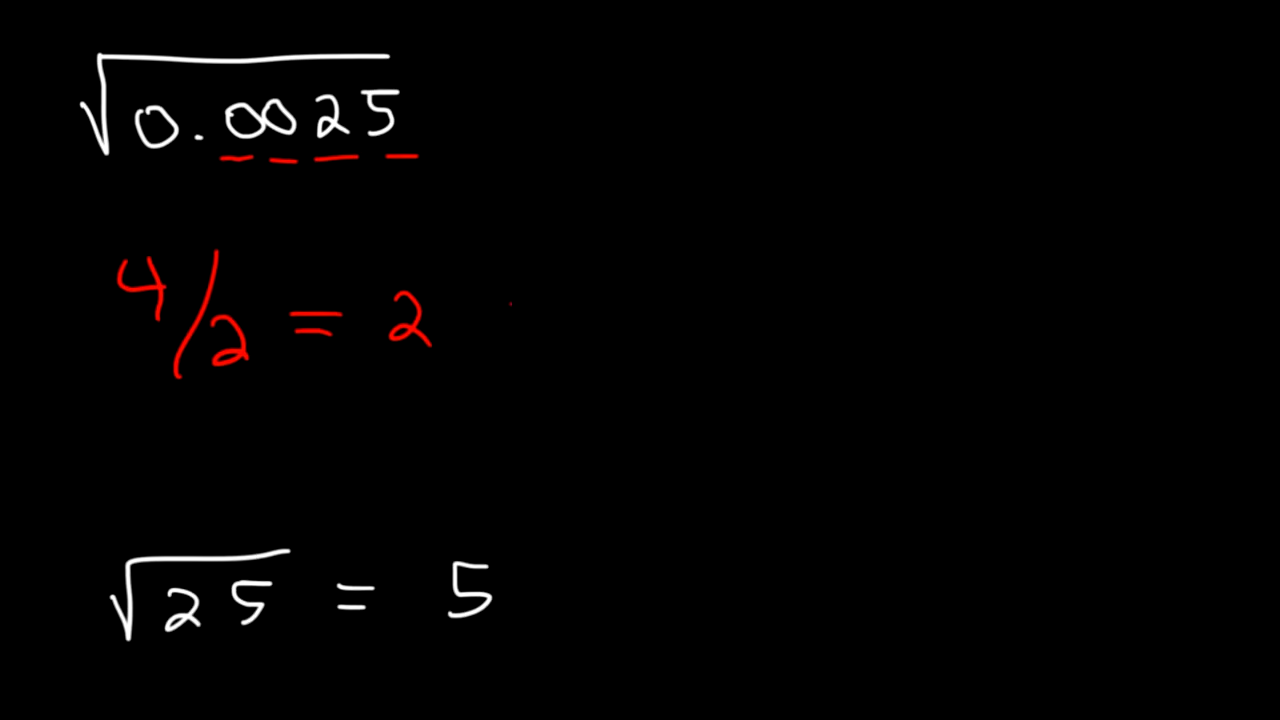 √0.0025
4/2 = 2
√25 = 5